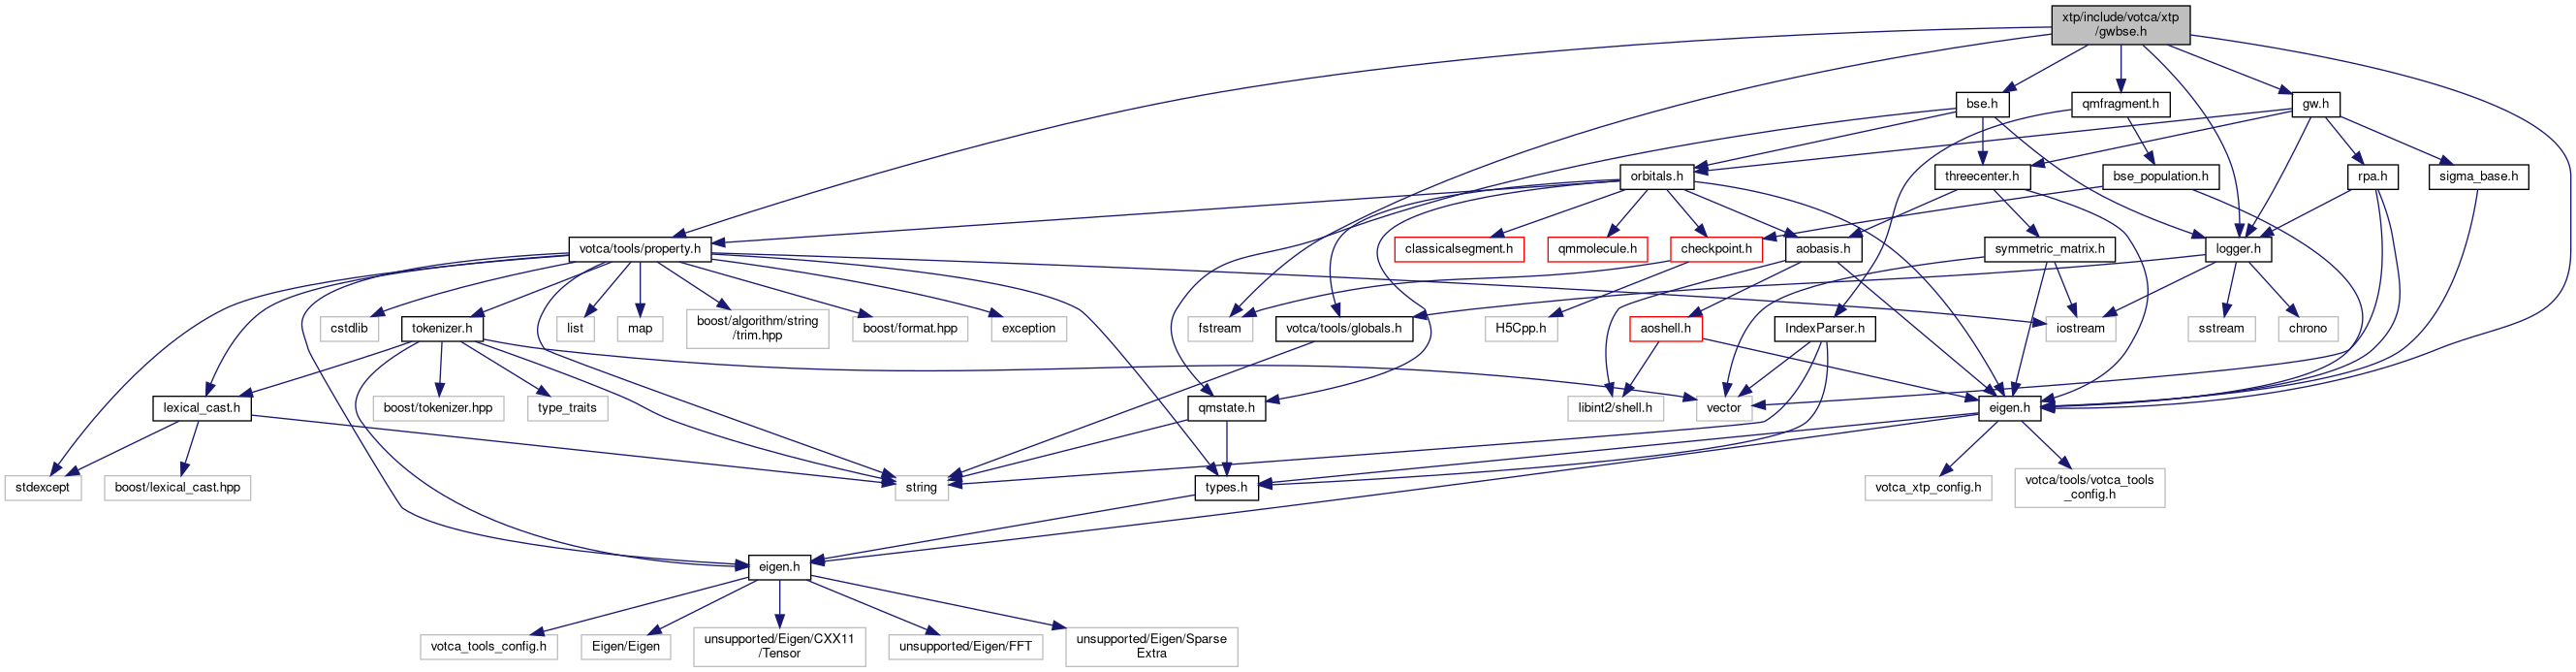 xtp/include/votca/xtp
/gwbse.h
bse.h
qmfragment.h
gw.h
orbitals.h
threecenter.h
bse_population.h
rpa.h
sigma_base.h
votca/tools/property.h
classicalsegment.h
qmmolecule.h
checkpoint.h
aobasis.h
symmetric_matrix.h
logger.h
cstdlib
tokenizer.h
list
map
boost/algorithm/string
/trim.hpp
boost/format.hpp
exception
fstream
votca/tools/globals.h
H5Cpp.h
aoshell.h
IndexParser.h
iostream
sstream
chrono
lexical_cast.h
boost/tokenizer.hpp
type_traits
qmstate.h
libint2/shell.h
vector
eigen.h
stdexcept
boost/lexical_cast.hpp
string
types.h
votca_xtp_config.h
votca/tools/votca_tools
_config.h
eigen.h
votca_tools_config.h
Eigen/Eigen
unsupported/Eigen/CXX11
/Tensor
unsupported/Eigen/FFT
unsupported/Eigen/Sparse
Extra